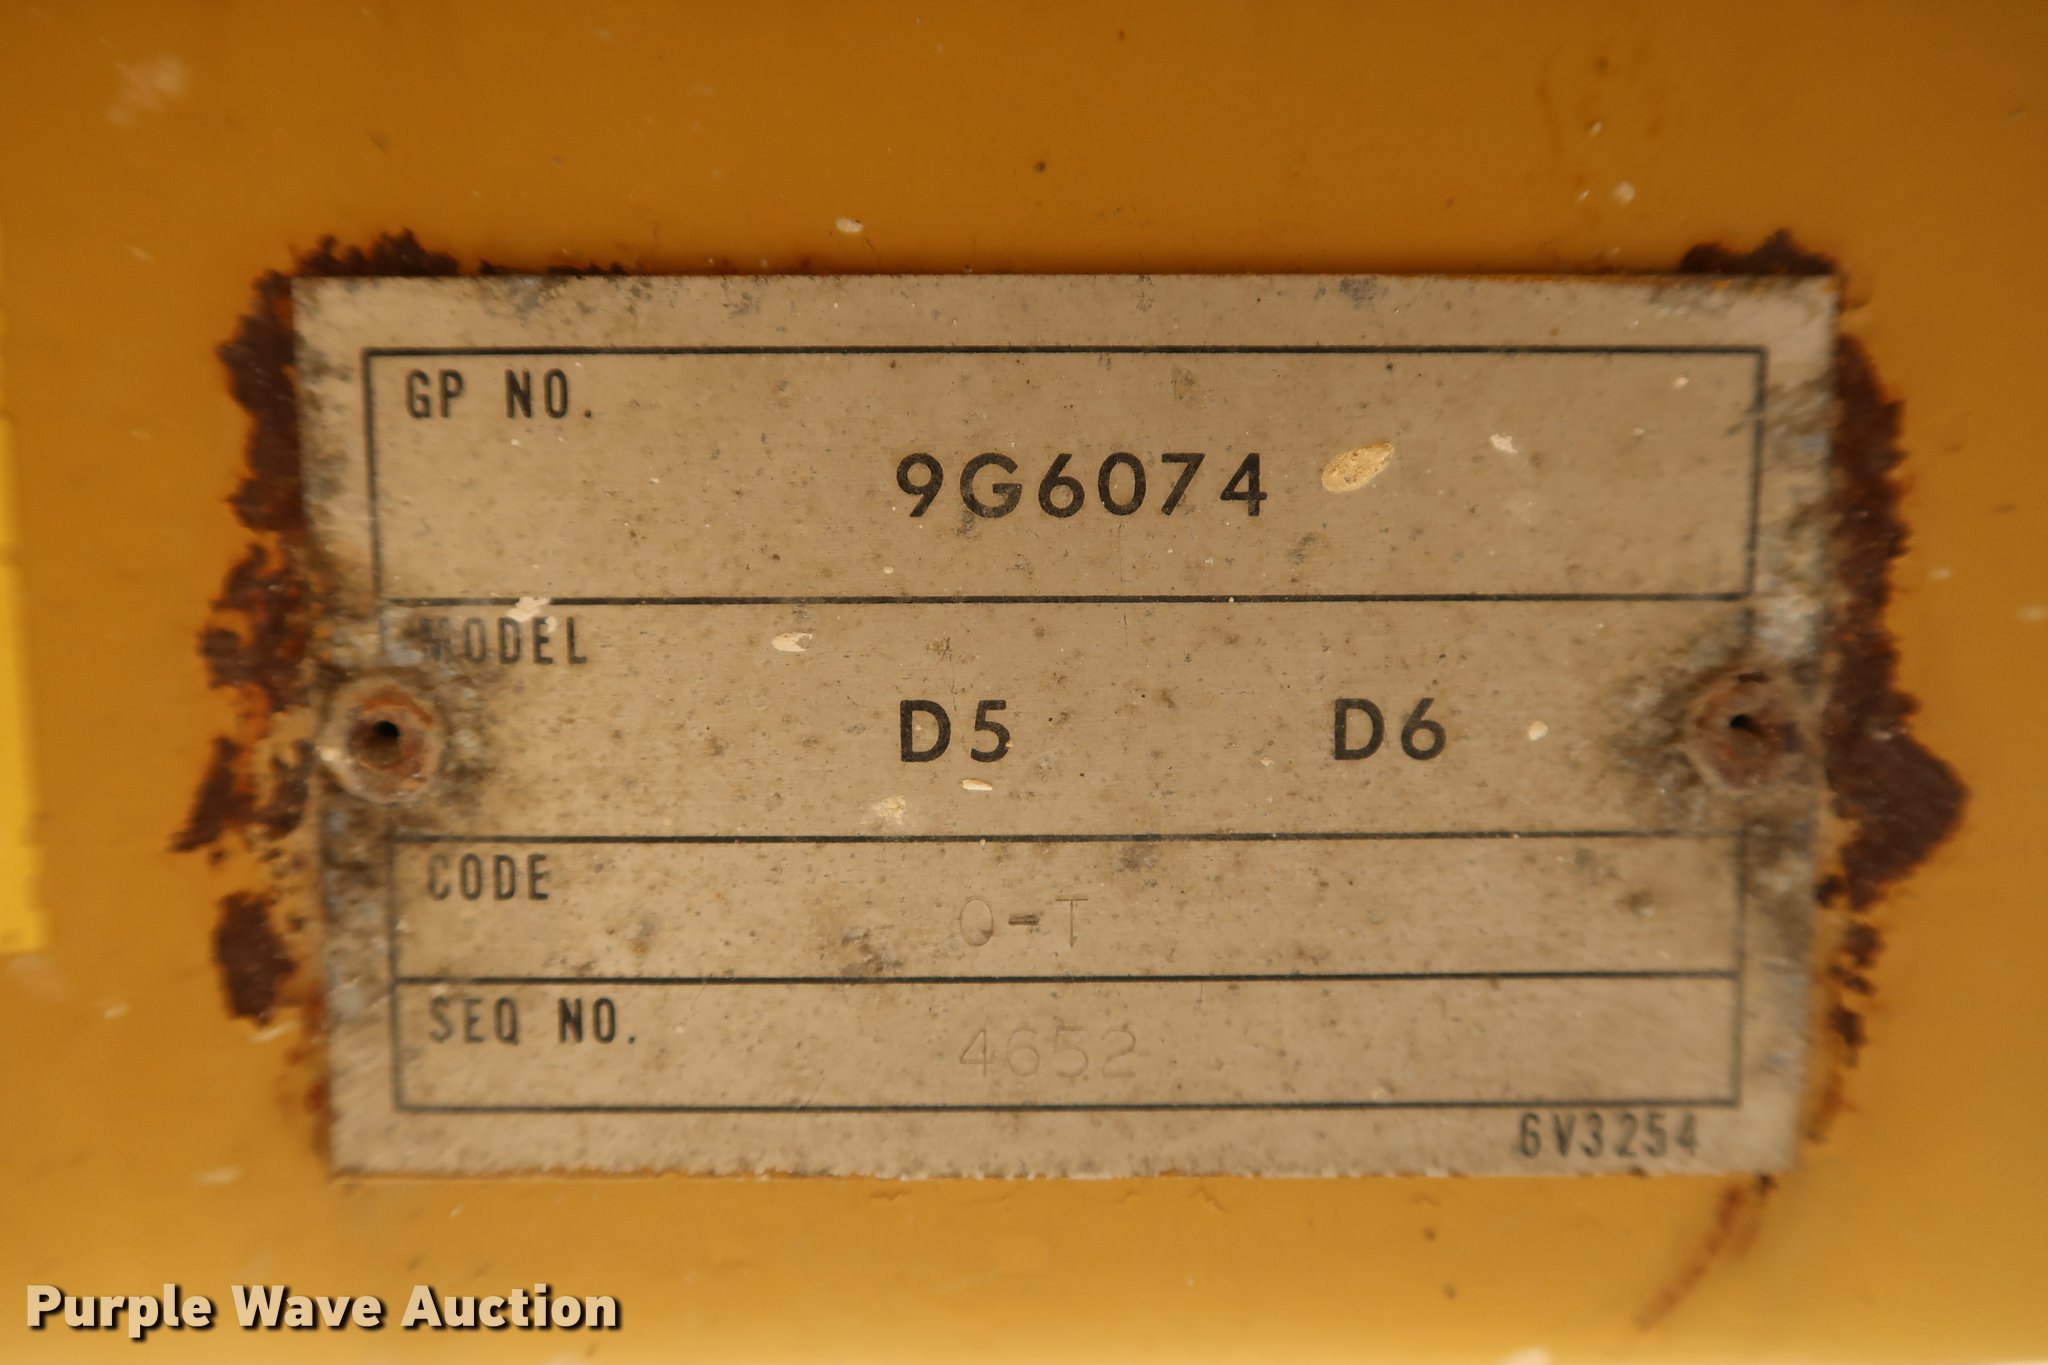 GP NO.
9G6074
MODEL
D5 D6
CODE
0-T
SEQ NO.
4652
6V3254
Purple Wave Auction